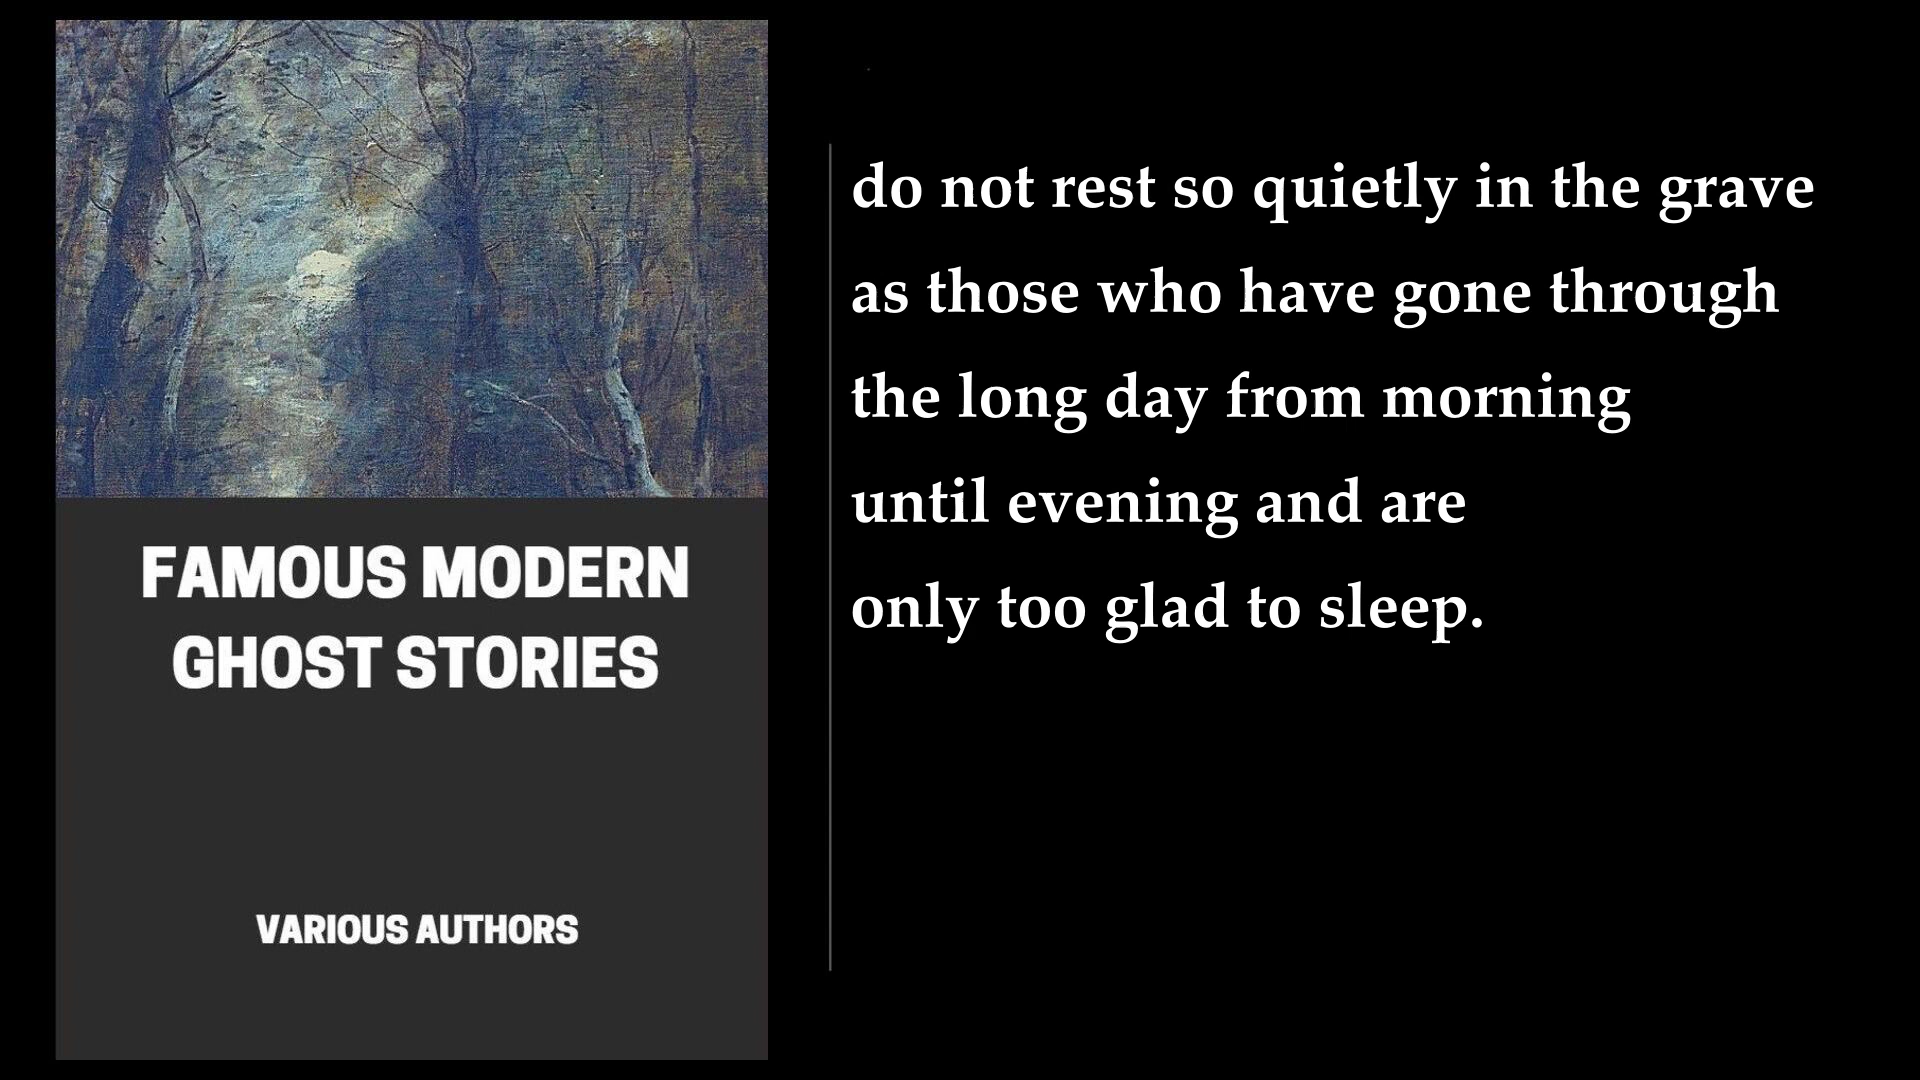 FAMOUS MODERN
GHOST STORIES
VARIOUS AUTHORS
do not rest so quietly in the grave
as those who have gone through
the long day from morning
until evening and are
only too glad to sleep.